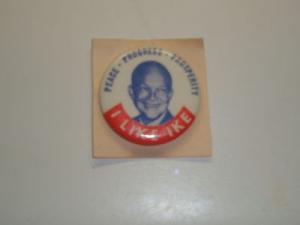 PEACE - PROGRESS - PROSPERITY
I LIKE IKE